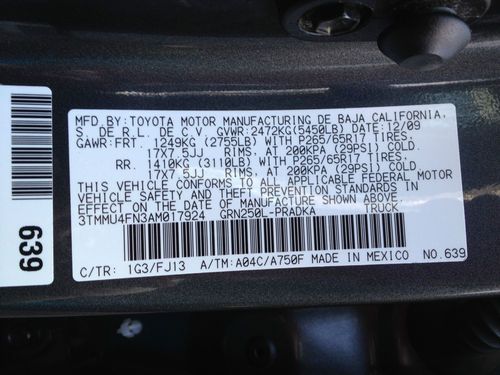 MFD.BY:TOYOTA MOTOR MANUFACTURING DE BAJA CALIFORNIA,
S. DE R.L. DE C.V. GVWR:2472KG(5450LB) DATE:12/09
GAWR:FRT. 1249KG (2755LB) WITH P265/65R17 TIRES,
17X7.5JJ RIMS, AT 200KPA (29PSI) COLD.
RR. 1410KG (3110LB) WITH P265/65R17 TIRES,
17X7.5JJ RIMS, AT 200KPA (29PSI) COLD.
THIS VEHICLE CONFORMS TO ALL APPLICABLE FEDERAL MOTOR
VEHICLE SAFETY AND THEFT PREVENTION STANDARDS IN
EFFECT ON THE DATE OF MANUFACTURE SHOWN ABOVE.
3TMMU4FN3AM017924 GRN250L-PRADKA TRUCK
C/TR: 1G3/FJ13 A/TM:A04C/A750F MADE IN MEXICO NO.639
639